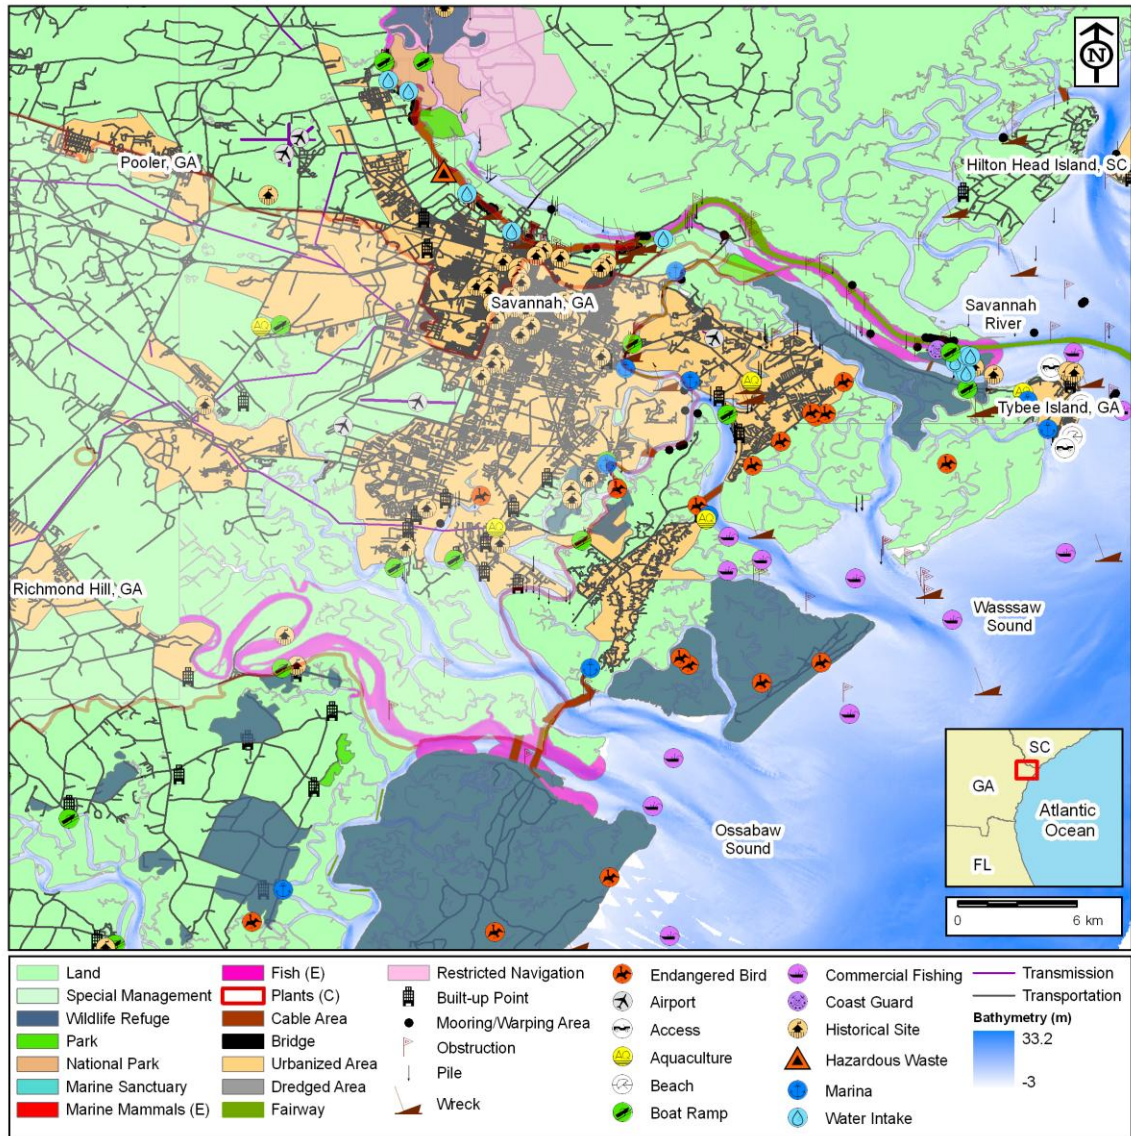 N
Pooler, GA
Hilton Head Island, SC
Savannah, GA
Savannah
River
Tybee Island, GA
Richmond Hill, GA
Wasssaw
Sound
Ossabaw
Sound
SC
GA
Atlantic
Ocean
FL
0 6 km
Land
Special Management
Wildlife Refuge
Park
National Park
Marine Sanctuary
Marine Mammals (E)
Fish (E)
Plants (C)
Cable Area
Bridge
Urbanized Area
Dredged Area
Fairway
Restricted Navigation
Built-up Point
Mooring/Warping Area
Obstruction
Pile
Wreck
Endangered Bird
Airport
Access
Aquaculture
Beach
Boat Ramp
Commercial Fishing
Coast Guard
Historical Site
Hazardous Waste
Marina
Water Intake
Transmission
Transportation
Bathymetry (m)
33.2
-3